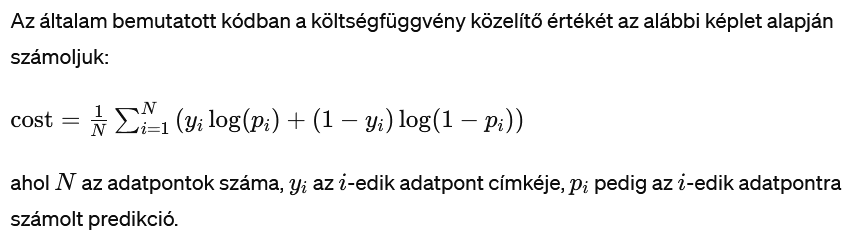 Az általam bemutatott kódban a költségfüggvény közelítő értékét az alábbi képlet alapján
számoljuk:
cost = \frac{1}{N} \sum_{i=1}^{N} (y_i \log(p_i) + (1 - y_i) \log(1 - p_i))
ahol N az adatpontok száma, y_i az i-edik adatpont címkéje, p_i pedig az i-edik adatpontra
számolt predikció.